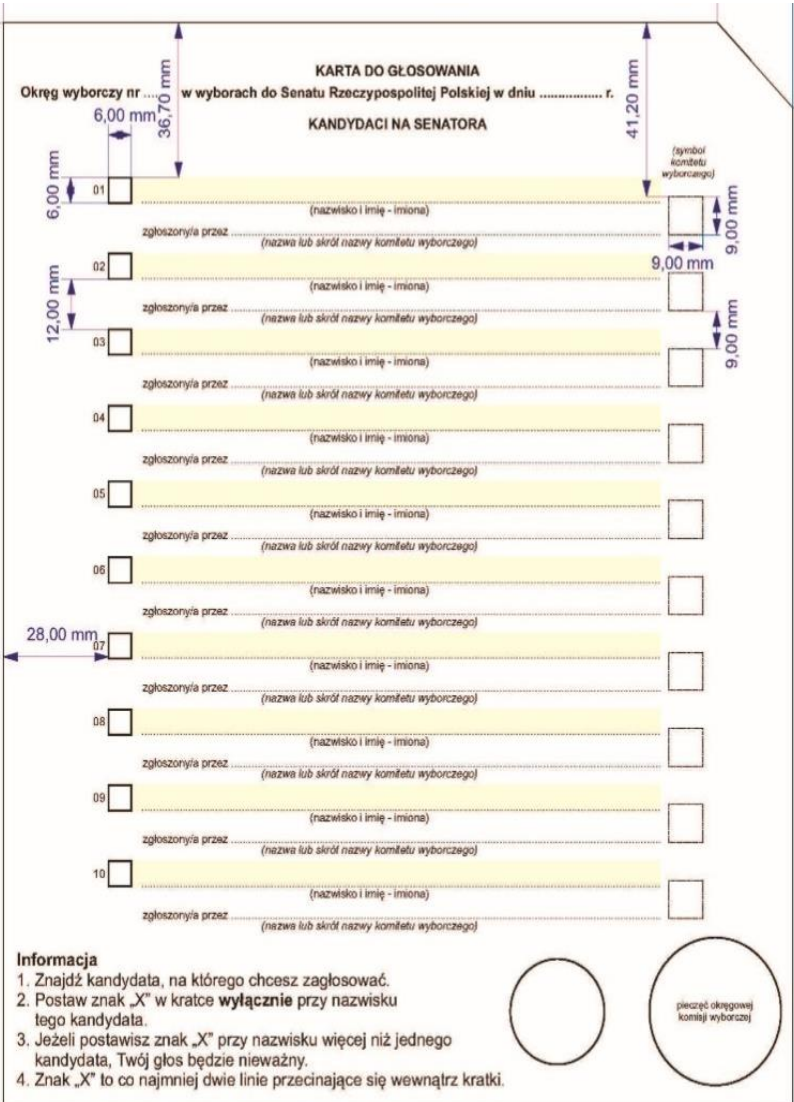 KARTA DO GŁOSOWANIA
Okręg wyborczy nr .... w wyborach do Senatu Rzeczypospolitej Polskiej w dniu ................ r.
KANDYDACI NA SENATORA
36,70 mm
41,20 mm
6,00 mm
6,00 mm
(symbol
komitetu
wyborczego)
01
(nazwisko i imię - imiona)
zgłoszony/a przez
(nazwa lub skrót nazwy komitetu wyborczego)
9,00 mm
9,00 mm
02
(nazwisko i imię - imiona)
zgłoszony/a przez
(nazwa lub skrót nazwy komitetu wyborczego)
12,00 mm
9,00 mm
03
(nazwisko i imię - imiona)
zgłoszony/a przez
(nazwa lub skrót nazwy komitetu wyborczego)
04
(nazwisko i imię - imiona)
zgłoszony/a przez
(nazwa lub skrót nazwy komitetu wyborczego)
05
(nazwisko i imię - imiona)
zgłoszony/a przez
(nazwa lub skrót nazwy komitetu wyborczego)
06
(nazwisko i imię - imiona)
zgłoszony/a przez
(nazwa lub skrót nazwy komitetu wyborczego)
28,00 mm
07
(nazwisko i imię - imiona)
zgłoszony/a przez
(nazwa lub skrót nazwy komitetu wyborczego)
08
(nazwisko i imię - imiona)
zgłoszony/a przez
(nazwa lub skrót nazwy komitetu wyborczego)
09
(nazwisko i imię - imiona)
zgłoszony/a przez
(nazwa lub skrót nazwy komitetu wyborczego)
10
(nazwisko i imię - imiona)
zgłoszony/a przez
(nazwa lub skrót nazwy komitetu wyborczego)
Informacja
1. Znajdź kandydata, na którego chcesz zagłosować.
2. Postaw znak „X” w kratce wyłącznie przy nazwisku
tego kandydata.
3. Jeżeli postawisz znak „X” przy nazwisku więcej niż jednego
kandydata, Twój głos będzie nieważny.
4. Znak „X” to co najmniej dwie linie przecinające się wewnątrz kratki.
pieczęć okręgowej
komisji wyborczej